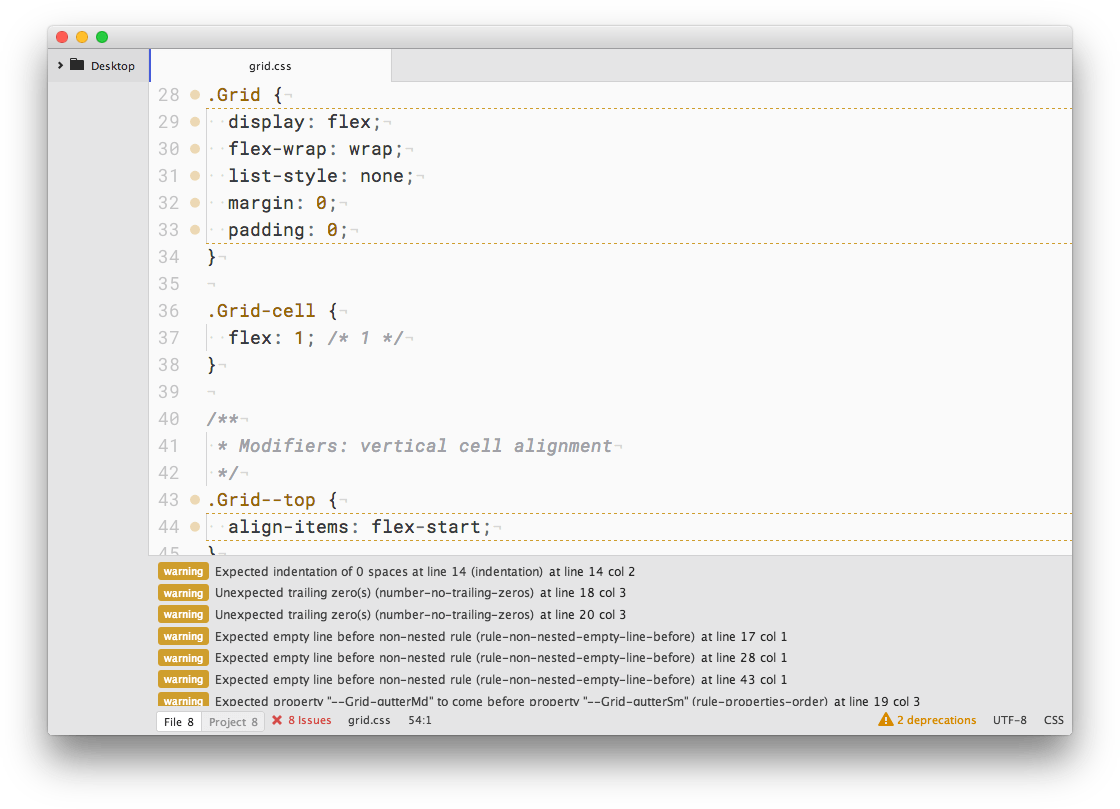 Desktop
grid.css
28 .Grid {¬
29 ··display: flex;¬
30 ··flex-wrap: wrap;¬
31 ··list-style: none;¬
32 ··margin: 0;¬
33 ··padding: 0;¬
34 }¬
35 ¬
36 .Grid-cell {¬
37 ··flex: 1; /* 1 */¬
38 }¬
39 ¬
40 /**¬
41 ·* Modifiers: vertical cell alignment¬
42 ·*/¬
43 .Grid--top {¬
44 ··align-items: flex-start;¬
45 }¬
warning Expected indentation of 0 spaces at line 14 (indentation) at line 14 col 2
warning Unexpected trailing zero(s) (number-no-trailing-zeros) at line 18 col 3
warning Unexpected trailing zero(s) (number-no-trailing-zeros) at line 20 col 3
warning Expected empty line before non-nested rule (rule-non-nested-empty-line-before) at line 17 col 1
warning Expected empty line before non-nested rule (rule-non-nested-empty-line-before) at line 28 col 1
warning Expected empty line before non-nested rule (rule-non-nested-empty-line-before) at line 43 col 1
warning Expected property "--Grid-gutterMd" to come before property "--Grid-gutterSm" (rule-properties-order) at line 19 col 3
File 8 Project 8 8 Issues grid.css 54:1 2 deprecations UTF-8 CSS